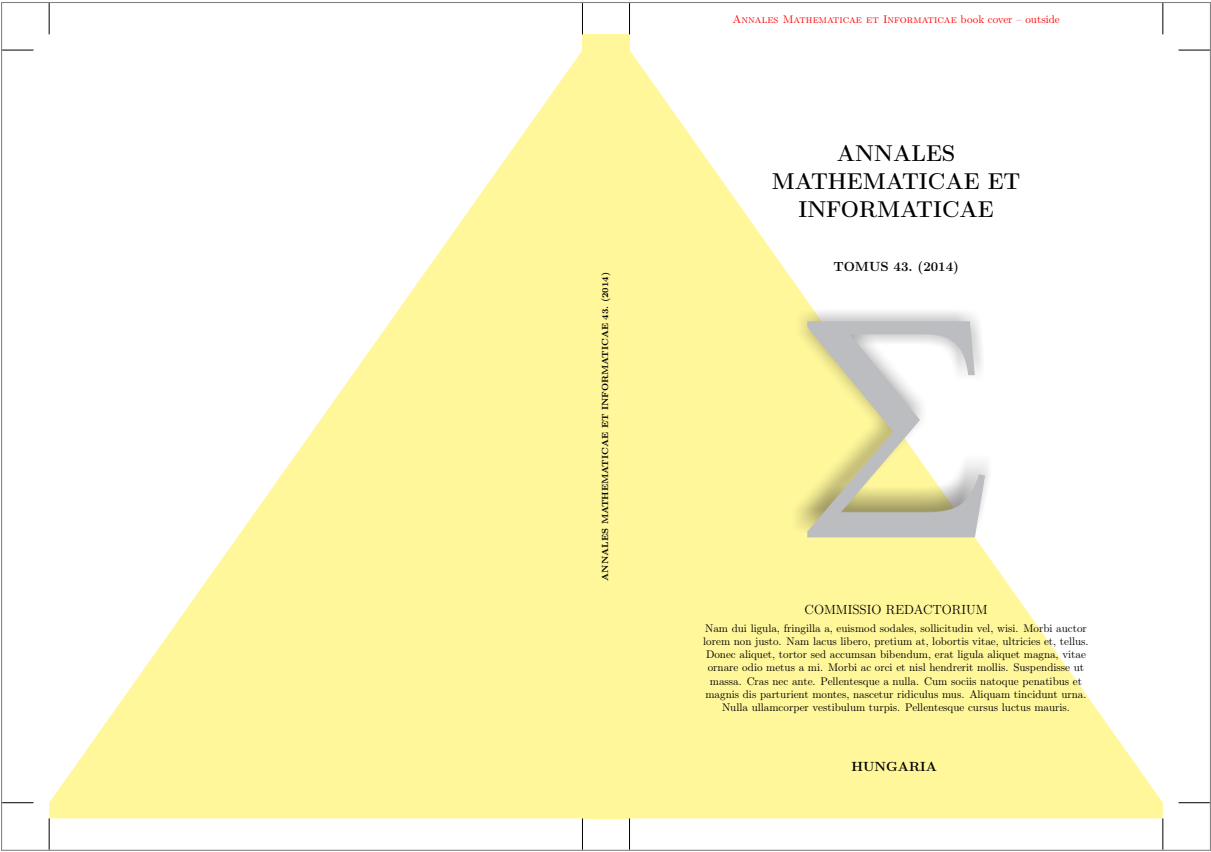 Annales Mathematicae et Informaticae book cover – outside
ANNALES
MATHEMATICAE ET
INFORMATICAE
TOMUS 43. (2014)
Σ
ANNALES MATHEMATICAE ET INFORMATICAE 43. (2014)
COMMISSIO REDACTORIUM
Nam dui ligula, fringilla a, euismod sodales, sollicitudin vel, wisi. Morbi auctor
lorem non justo. Nam lacus libero, pretium at, lobortis vitae, ultricies et, tellus.
Donec aliquet, tortor sed accumsan bibendum, erat ligula aliquet magna, vitae
ornare odio metus a mi. Morbi ac orci et nisl hendrerit mollis. Suspendisse ut
massa. Cras nec ante. Pellentesque a nulla. Cum sociis natoque penatibus et
magnis dis parturient montes, nascetur ridiculus mus. Aliquam tincidunt urna.
Nulla ullamcorper vestibulum turpis. Pellentesque cursus luctus mauris.
HUNGARIA